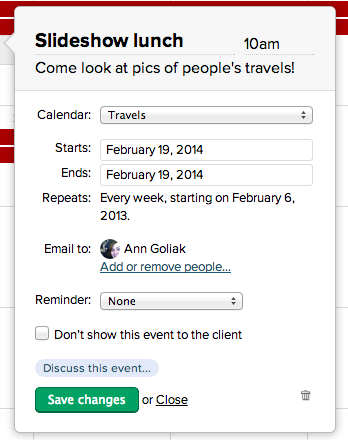 Slideshow lunch 10am
Come look at pics of people's travels!
Calendar: Travels
Starts: February 19, 2014
Ends: February 19, 2014
Repeats: Every week, starting on February 6,
2013.
Email to: Ann Goliak
Add or remove people...
Reminder: None
Don't show this event to the client
Discuss this event...
Save changes or Close